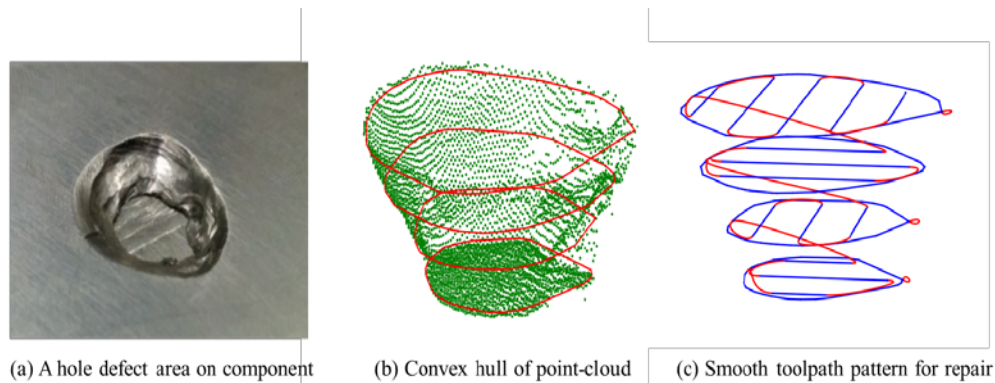 (a) A hole defect area on component
(b) Convex hull of point-cloud
(c) Smooth toolpath pattern for repair